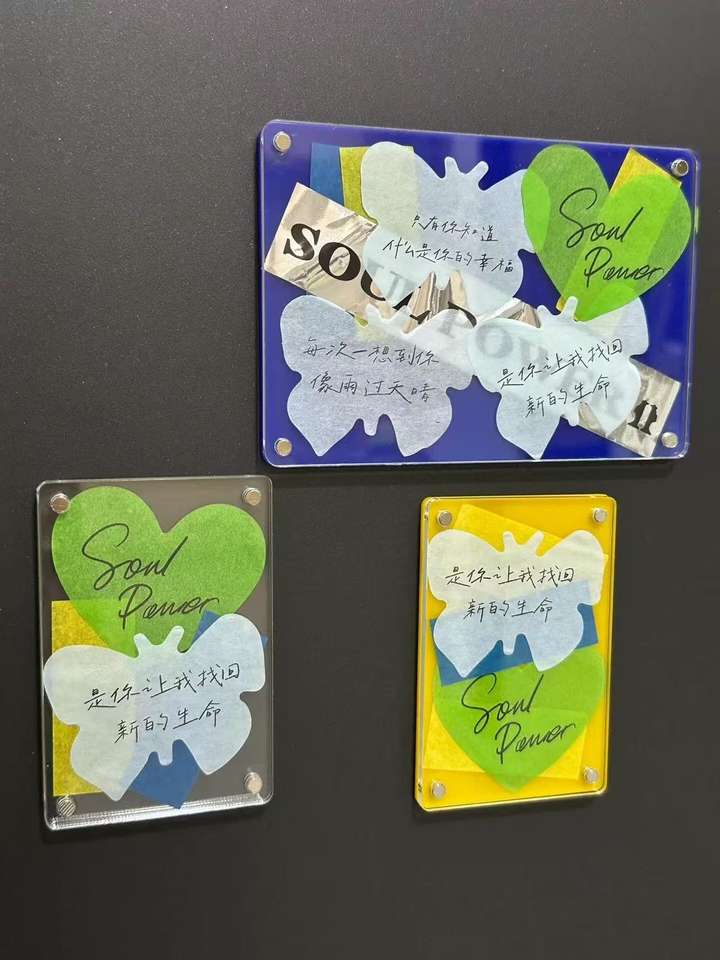 只有你知道
什么是你的幸福
Soul
Power
SOUL POW
每次一想到你
像雨过天晴
是你让我找回
新的生命
Soul
Power
是你让我找回
新的生命
是你让我找回
新的生命
Soul
Power